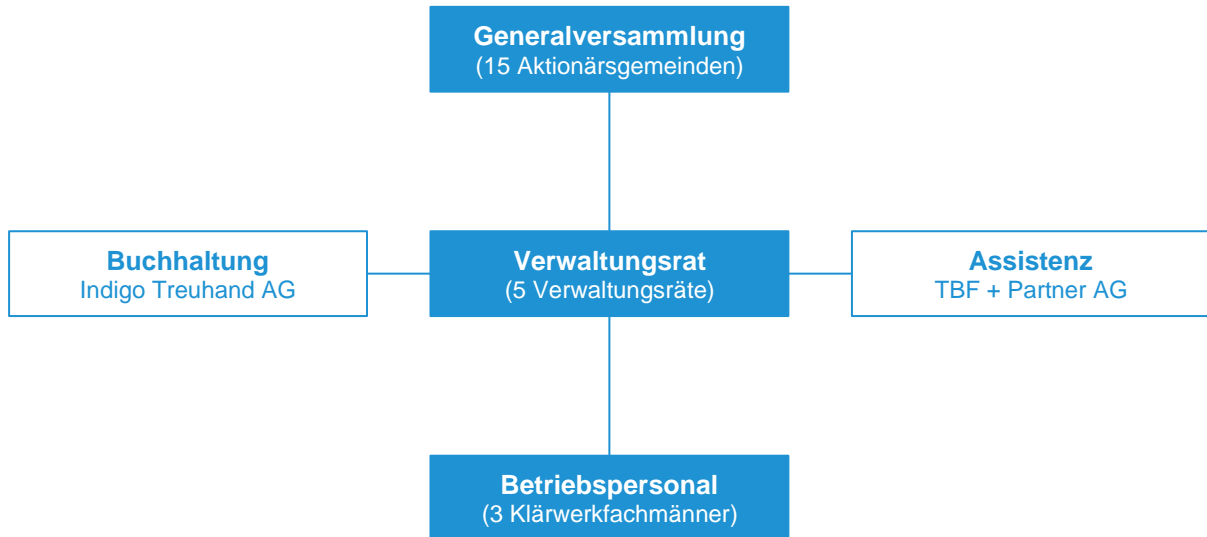 Generalversammlung
(15 Aktionärsgemeinden)
Buchhaltung
Indigo Treuhand AG
Verwaltungsrat
(5 Verwaltungsräte)
Assistenz
TBF + Partner AG
Betriebspersonal
(3 Klärwerkfachmänner)